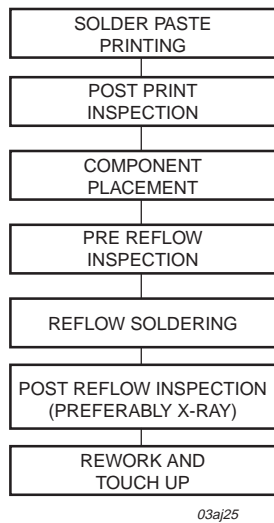 SOLDER PASTE
PRINTING
POST PRINT
INSPECTION
COMPONENT
PLACEMENT
PRE REFLOW
INSPECTION
REFLOW SOLDERING
POST REFLOW INSPECTION
(PREFERABLY X-RAY)
REWORK AND
TOUCH UP
03aj25